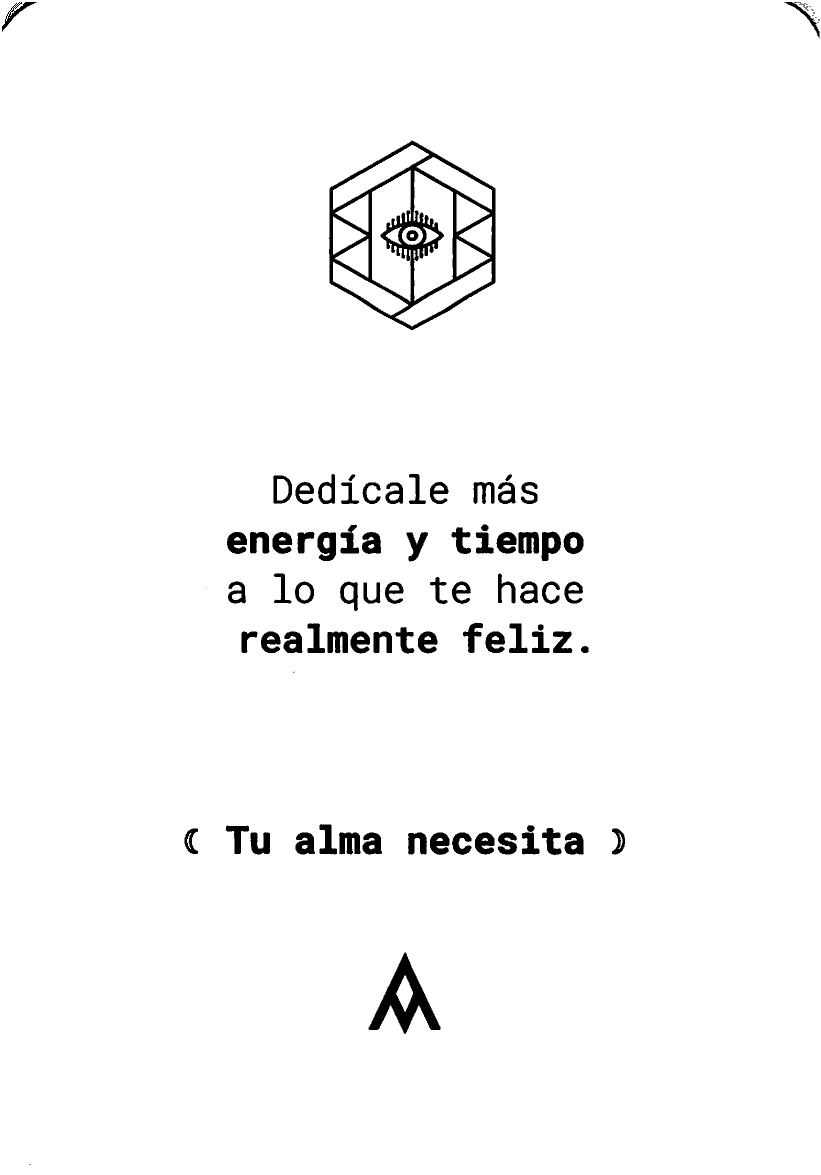 Dedícale más
energía y tiempo
a lo que te hace
realmente feliz.
☾ Tu alma necesita ☽